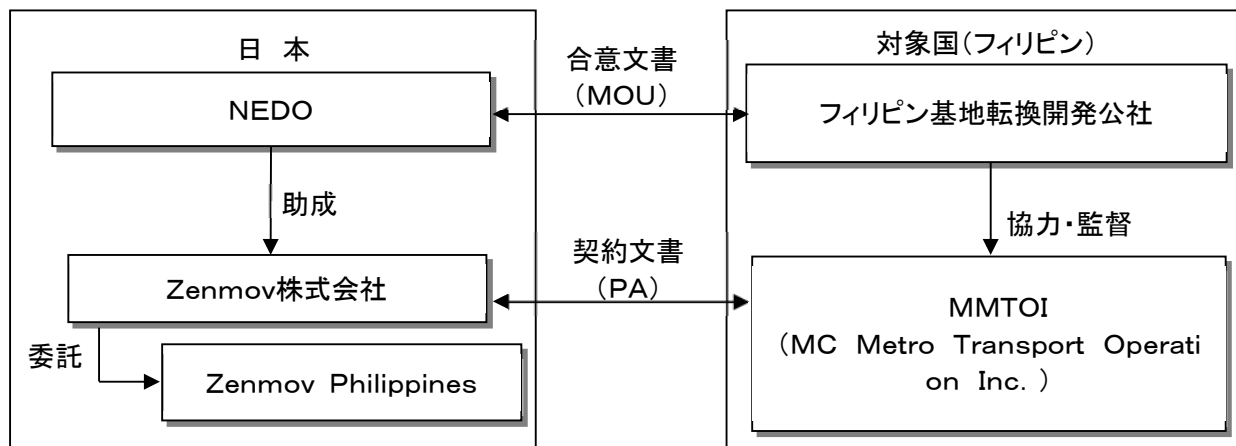 日 本
NEDO
助成
Zenmov株式会社
委託
Zenmov Philippines
合意文書
(MOU)
契約文書
(PA)
対象国(フィリピン)
フィリピン基地転換開発公社
協力・監督
MMTOI
(MC Metro Transport Operati
on Inc.)